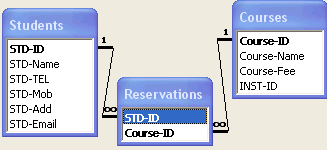 Students
STD-ID
STD-Name
STD-TEL
STD-Mob
STD-Add
STD-Email
1
∞
Reservations
STD-ID
Course-ID
∞
1
Courses
Course-ID
Course-Name
Course-Fee
INST-ID